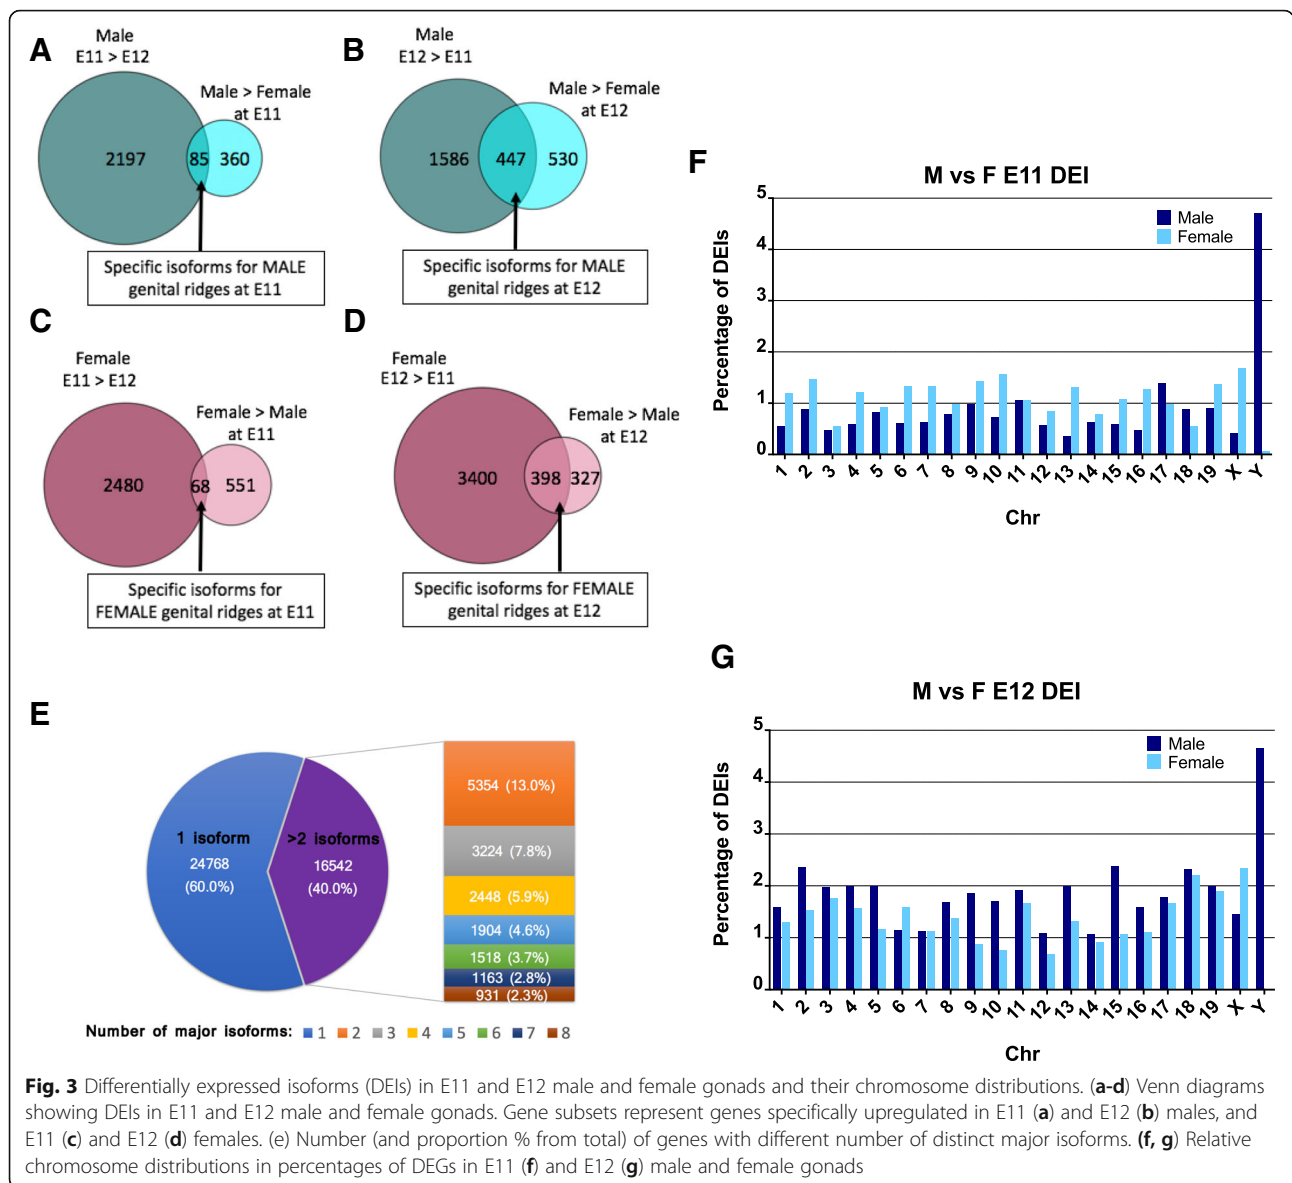 A
Male
E11 > E12
Male > Female
at E11
2197
85
360
Specific isoforms for MALE
genital ridges at E11
B
Male
E12 > E11
Male > Female
at E12
1586
447
530
Specific isoforms for MALE
genital ridges at E12
C
Female
E11 > E12
Female > Male
at E11
2480
68
551
Specific isoforms for
FEMALE genital ridges at E11
D
Female
E12 > E11
Female > Male
at E12
3400
398
327
Specific isoforms for FEMALE
genital ridges at E12
E
1 isoform
24768
(60.0%)
>2 isoforms
16542
(40.0%)
5354 (13.0%)
3224 (7.8%)
2448 (5.9%)
1904 (4.6%)
1518 (3.7%)
1163 (2.8%)
931 (2.3%)
Number of major isoforms: 1 2 3 4 5 6 7 8
F
M vs F E11 DEI
Male
Female
Percentage of DEIs
5
4
3
2
1
0
1 2 3 4 5 6 7 8 9 10 11 12 13 14 15 16 17 18 19 X Y
Chr
G
M vs F E12 DEI
Male
Female
Percentage of DEIs
5
4
3
2
1
0
1 2 3 4 5 6 7 8 9 10 11 12 13 14 15 16 17 18 19 X Y
Chr
Fig. 3 Differentially expressed isoforms (DEIs) in E11 and E12 male and female gonads and their chromosome distributions. (a-d) Venn diagrams
showing DEIs in E11 and E12 male and female gonads. Gene subsets represent genes specifically upregulated in E11 (a) and E12 (b) males, and
E11 (c) and E12 (d) females. (e) Number (and proportion % from total) of genes with different number of distinct major isoforms. (f, g) Relative
chromosome distributions in percentages of DEGs in E11 (f) and E12 (g) male and female gonads